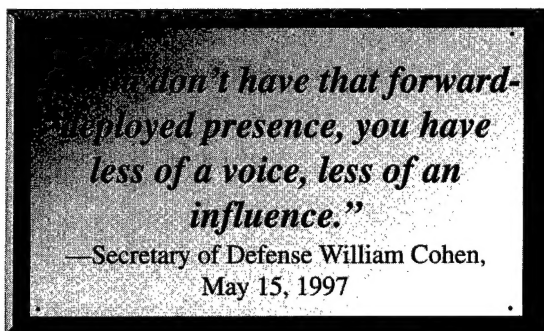 don't have that forward-
deployed presence, you have
less of a voice, less of an
influence.”
—Secretary of Defense William Cohen,
May 15, 1997